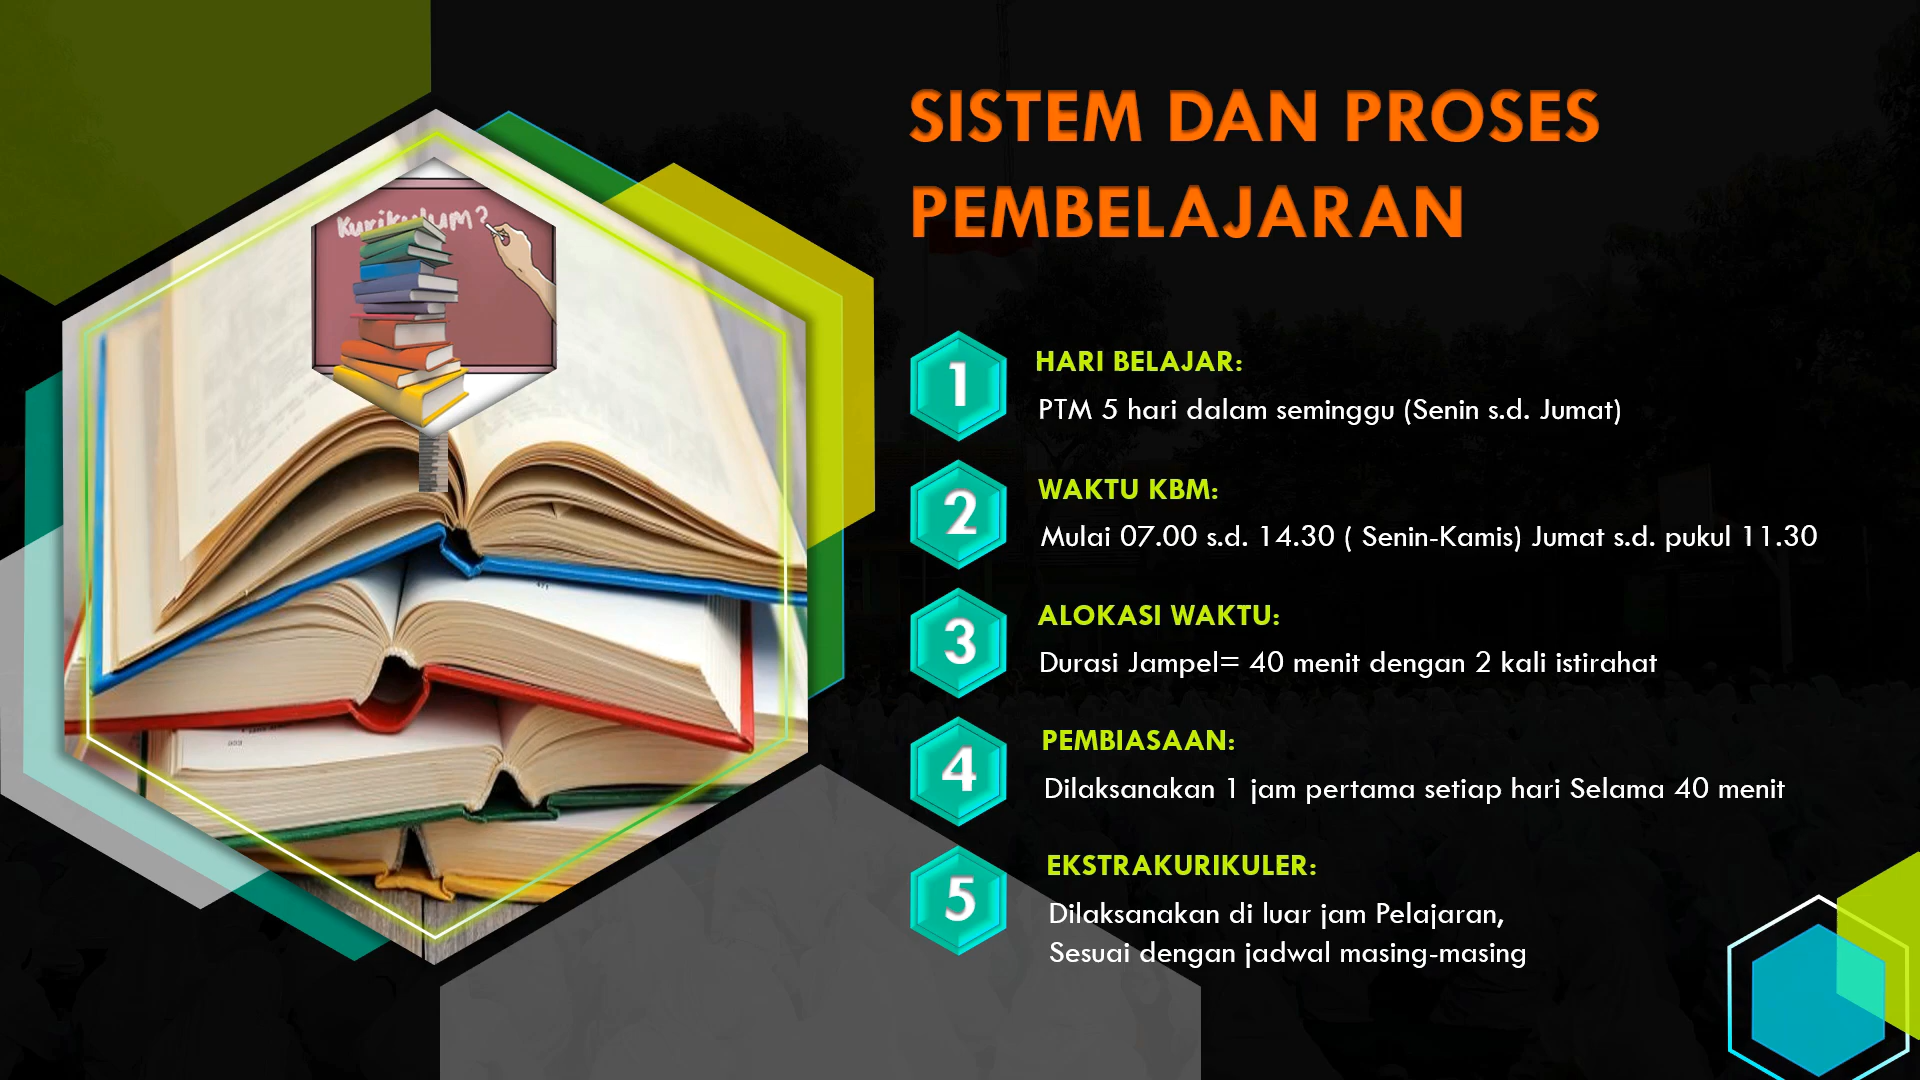 Kurikulum?
SISTEM DAN PROSES
PEMBELAJARAN
1
HARI BELAJAR:
PTM 5 hari dalam seminggu (Senin s.d. Jumat)
2
WAKTU KBM:
Mulai 07.00 s.d. 14.30 ( Senin-Kamis) Jumat s.d. pukul 11.30
3
ALOKASI WAKTU:
Durasi Jampel= 40 menit dengan 2 kali istirahat
4
PEMBIASAAN:
Dilaksanakan 1 jam pertama setiap hari Selama 40 menit
5
EKSTRAKURIKULER:
Dilaksanakan di luar jam Pelajaran,
Sesuai dengan jadwal masing-masing